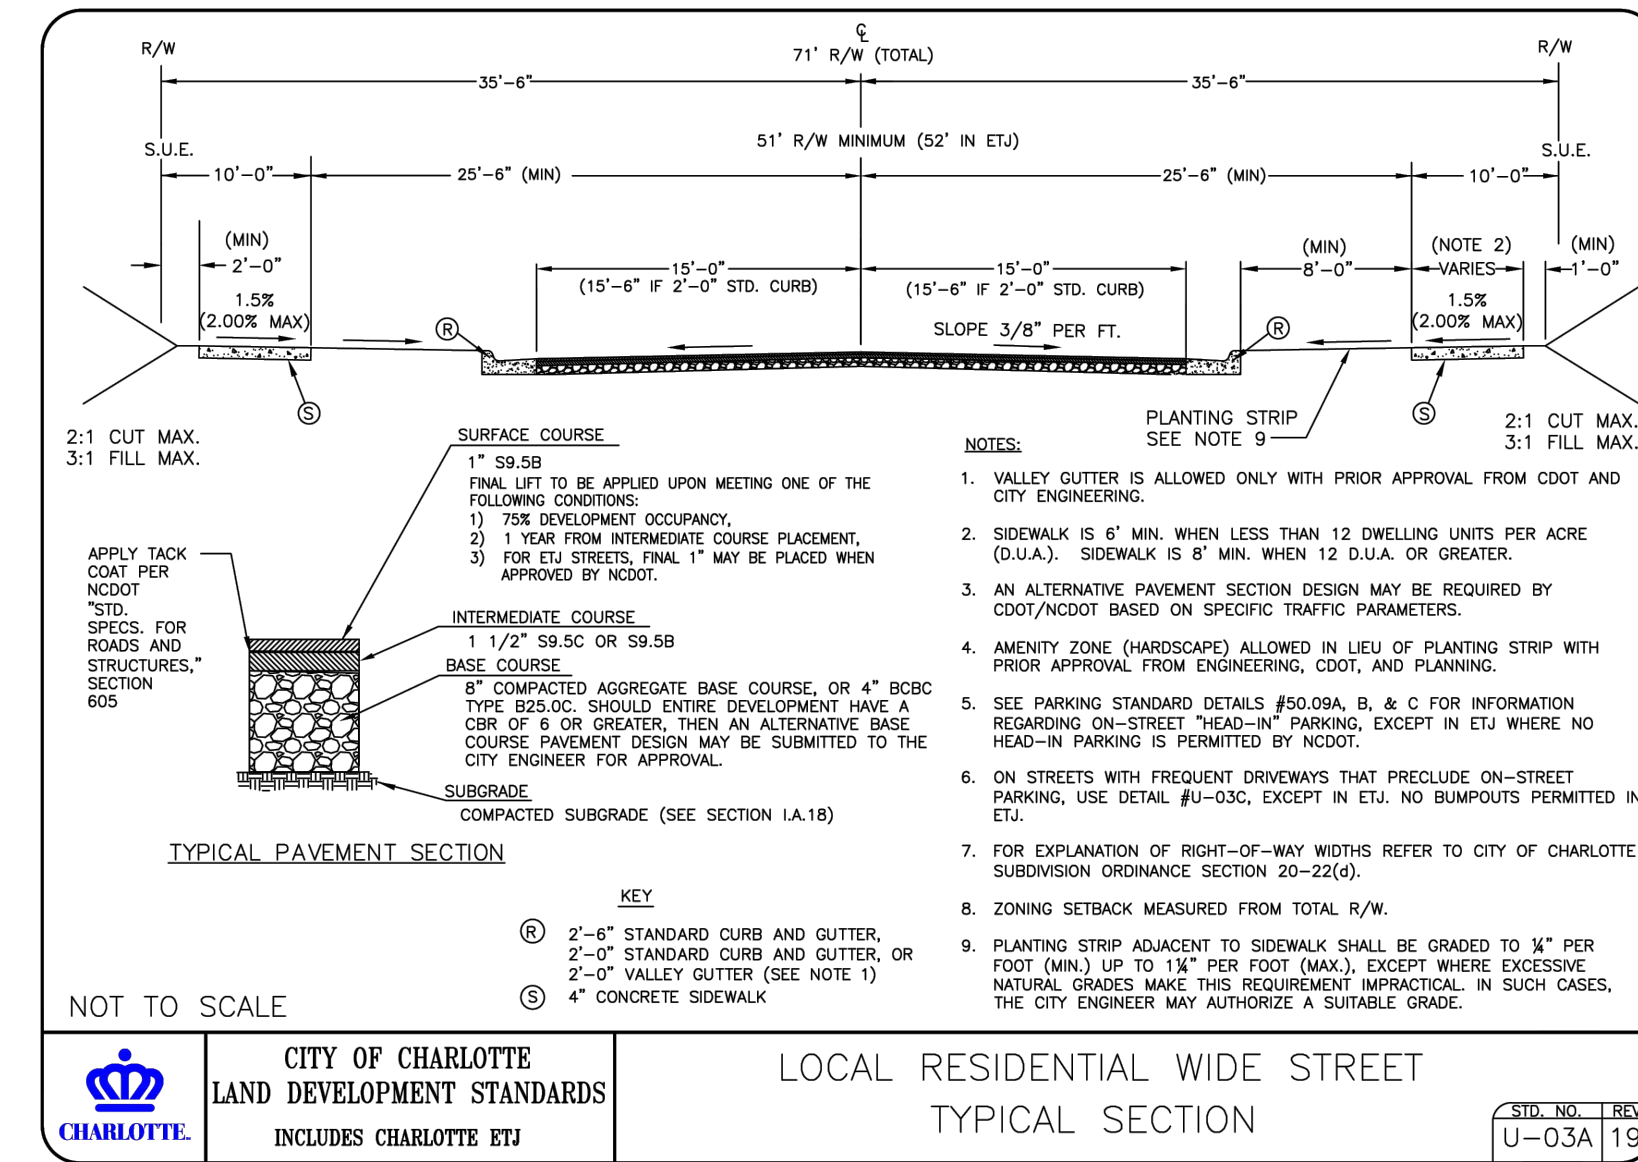 ℄
71' R/W (TOTAL)
R/W
R/W
35'-6"
35'-6"
51' R/W MINIMUM (52' IN ETJ)
S.U.E.
S.U.E.
10'-0"
25'-6" (MIN)
25'-6" (MIN)
10'-0"
(MIN)
2'-0"
15'-0"
(15'-6" IF 2'-0" STD. CURB)
15'-0"
(15'-6" IF 2'-0" STD. CURB)
(MIN)
8'-0"
(NOTE 2)
VARIES
(MIN)
1'-0"
1.5%
(2.00% MAX)
R
SLOPE 3/8" PER FT.
R
1.5%
(2.00% MAX)
S
S
2:1 CUT MAX.
3:1 FILL MAX.
PLANTING STRIP
SEE NOTE 9
2:1 CUT MAX.
3:1 FILL MAX.
SURFACE COURSE
1" S9.5B
FINAL LIFT TO BE APPLIED UPON MEETING ONE OF THE
FOLLOWING CONDITIONS:
1) 75% DEVELOPMENT OCCUPANCY,
2) 1 YEAR FROM INTERMEDIATE COURSE PLACEMENT,
3) FOR ETJ STREETS, FINAL 1" MAY BE PLACED WHEN
APPROVED BY NCDOT.
APPLY TACK
COAT PER
NCDOT
"STD.
SPECS. FOR
ROADS AND
STRUCTURES,"
SECTION
605
INTERMEDIATE COURSE
1 1/2" S9.5C OR S9.5B
BASE COURSE
8" COMPACTED AGGREGATE BASE COURSE, OR 4" BCBC
TYPE B25.0C. SHOULD ENTIRE DEVELOPMENT HAVE A
CBR OF 6 OR GREATER, THEN AN ALTERNATIVE BASE
COURSE PAVEMENT DESIGN MAY BE SUBMITTED TO THE
CITY ENGINEER FOR APPROVAL.
SUBGRADE
COMPACTED SUBGRADE (SEE SECTION I.A.18)
TYPICAL PAVEMENT SECTION
KEY
R 2'-6" STANDARD CURB AND GUTTER,
2'-0" STANDARD CURB AND GUTTER, OR
2'-0" VALLEY GUTTER (SEE NOTE 1)
S 4" CONCRETE SIDEWALK
NOTES:
1. VALLEY GUTTER IS ALLOWED ONLY WITH PRIOR APPROVAL FROM CDOT AND
CITY ENGINEERING.
2. SIDEWALK IS 6' MIN. WHEN LESS THAN 12 DWELLING UNITS PER ACRE
(D.U.A.). SIDEWALK IS 8' MIN. WHEN 12 D.U.A. OR GREATER.
3. AN ALTERNATIVE PAVEMENT SECTION DESIGN MAY BE REQUIRED BY
CDOT/NCDOT BASED ON SPECIFIC TRAFFIC PARAMETERS.
4. AMENITY ZONE (HARDSCAPE) ALLOWED IN LIEU OF PLANTING STRIP WITH
PRIOR APPROVAL FROM ENGINEERING, CDOT, AND PLANNING.
5. SEE PARKING STANDARD DETAILS #50.09A, B, & C FOR INFORMATION
REGARDING ON-STREET "HEAD-IN" PARKING, EXCEPT IN ETJ WHERE NO
HEAD-IN PARKING IS PERMITTED BY NCDOT.
6. ON STREETS WITH FREQUENT DRIVEWAYS THAT PRECLUDE ON-STREET
PARKING, USE DETAIL #U-03C, EXCEPT IN ETJ. NO BUMPOUTS PERMITTED IN
ETJ.
7. FOR EXPLANATION OF RIGHT-OF-WAY WIDTHS REFER TO CITY OF CHARLOTTE
SUBDIVISION ORDINANCE SECTION 20-22(d).
8. ZONING SETBACK MEASURED FROM TOTAL R/W.
9. PLANTING STRIP ADJACENT TO SIDEWALK SHALL BE GRADED TO ¼" PER
FOOT (MIN.) UP TO 1¼" PER FOOT (MAX.), EXCEPT WHERE EXCESSIVE
NATURAL GRADES MAKE THIS REQUIREMENT IMPRACTICAL. IN SUCH CASES,
THE CITY ENGINEER MAY AUTHORIZE A SUITABLE GRADE.
NOT TO SCALE
CHARLOTTE.
CITY OF CHARLOTTE
LAND DEVELOPMENT STANDARDS
INCLUDES CHARLOTTE ETJ
LOCAL RESIDENTIAL WIDE STREET
TYPICAL SECTION
STD. NO.
REV
U-03A
19